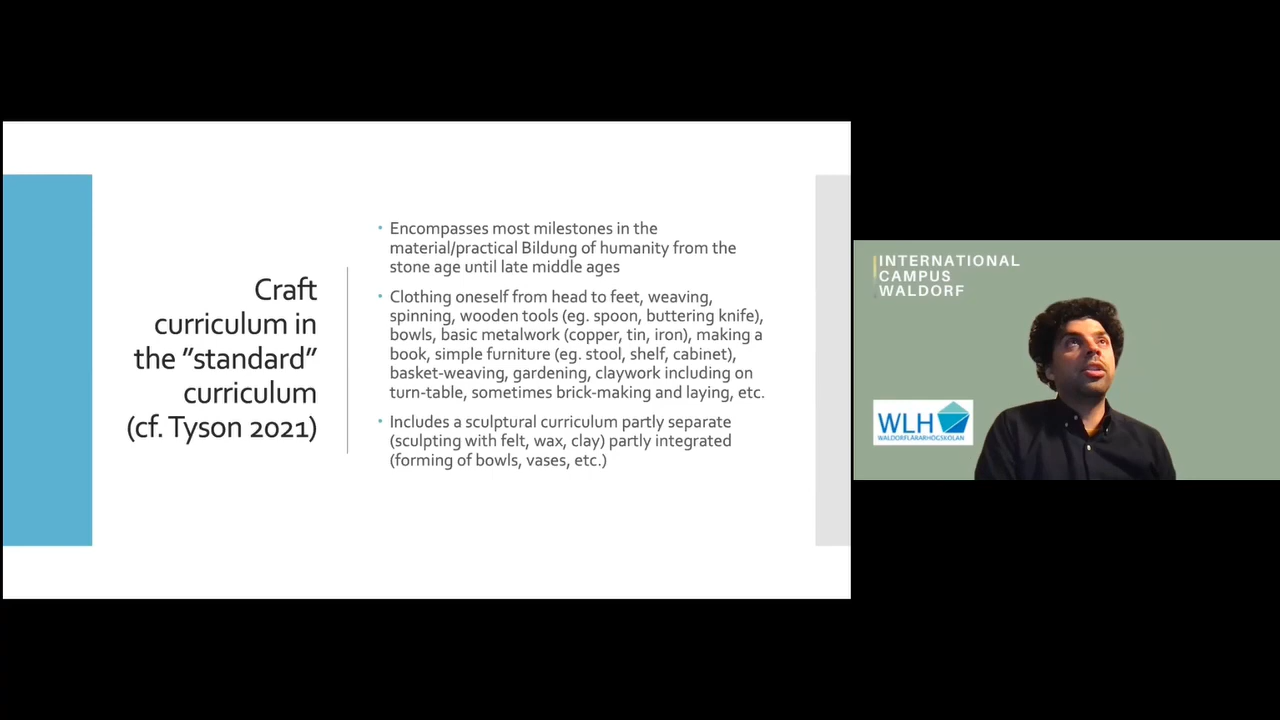 Craft
curriculum in
the ”standard”
curriculum
(cf. Tyson 2021)
• Encompasses most milestones in the
material/practical Bildung of humanity from the
stone age until late middle ages
• Clothing oneself from head to feet, weaving,
spinning, wooden tools (eg. spoon, buttering knife),
bowls, basic metalwork (copper, tin, iron), making a
book, simple furniture (eg. stool, shelf, cabinet),
basket-weaving, gardening, claywork including on
turn-table, sometimes brick-making and laying, etc.
• Includes a sculptural curriculum partly separate
(sculpting with felt, wax, clay) partly integrated
(forming of bowls, vases, etc.)
INTERNATIONAL
CAMPUS
WALDORF
WLH
WALDORFLÄRARHÖGSKOLAN